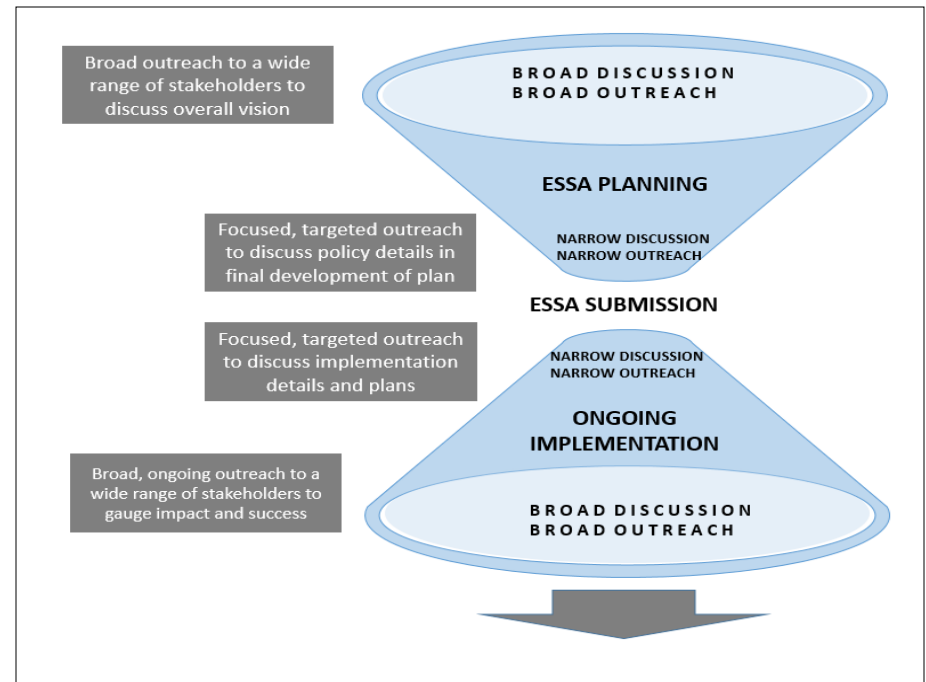 Broad outreach to a wide
range of stakeholders to
discuss overall vision
BROAD DISCUSSION
BROAD OUTREACH
ESSA PLANNING
Focused, targeted outreach
to discuss policy details in
final development of plan
NARROW DISCUSSION
NARROW OUTREACH
ESSA SUBMISSION
Focused, targeted outreach
to discuss implementation
details and plans
NARROW DISCUSSION
NARROW OUTREACH
ONGOING
IMPLEMENTATION
Broad, ongoing outreach to a
wide range of stakeholders to
gauge impact and success
BROAD DISCUSSION
BROAD OUTREACH